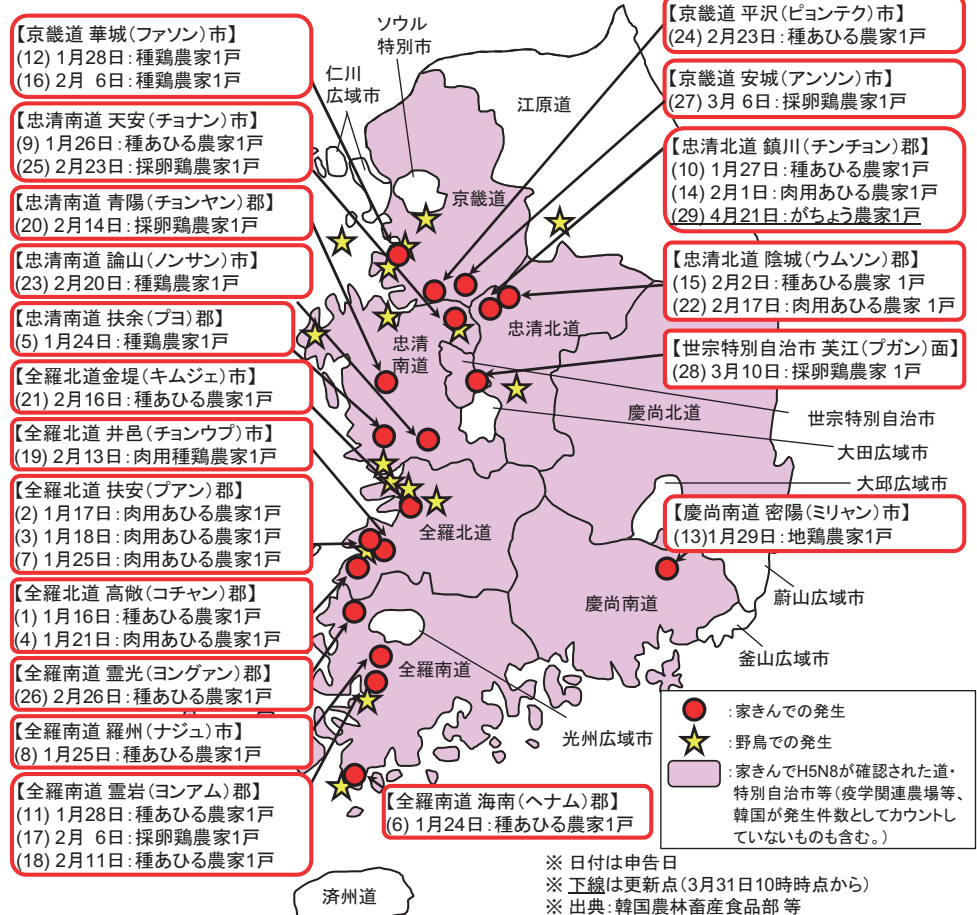 【京畿道 華城(ファソン)市】
(12) 1月28日:種鶏農家1戸
(16) 2月 6日:種鶏農家1戸
【忠清南道 天安(チョナン)市】
(9) 1月26日:種あひる農家1戸
(25) 2月23日:採卵鶏農家1戸
【忠清南道 青陽(チョンヤン)郡】
(20) 2月14日:採卵鶏農家1戸
【忠清南道 論山(ノンサン)市】
(23) 2月20日:種鶏農家1戸
【忠清南道 扶余(プヨ)郡】
(5) 1月24日:種鶏農家1戸
【全羅北道金堤(キムジェ)市】
(21) 2月16日:種あひる農家1戸
【全羅北道 井邑(チョンウプ)市】
(19) 2月13日:肉用種鶏農家1戸
【全羅北道 扶安(プアン)郡】
(2) 1月17日:肉用あひる農家1戸
(3) 1月18日:肉用あひる農家1戸
(7) 1月25日:肉用あひる農家1戸
【全羅北道 高敞(コチャン)郡】
(1) 1月16日:種あひる農家1戸
(4) 1月21日:肉用あひる農家1戸
【全羅南道 霊光(ヨングァン)郡】
(26) 2月26日:種あひる農家1戸
【全羅南道 羅州(ナジュ)市】
(8) 1月25日:種あひる農家1戸
【全羅南道 霊岩(ヨンアム)郡】
(11) 1月28日:種あひる農家1戸
(17) 2月 6日:採卵鶏農家1戸
(18) 2月11日:種あひる農家1戸
ソウル
特別市
仁川
広域市
江原道
京畿道
忠清
南道
忠清北道
慶尚北道
全羅北道
慶尚南道
全羅南道
済州道
【京畿道 平沢(ピョンテク)市】
(24) 2月23日:種あひる農家1戸
【京畿道 安城(アンソン)市】
(27) 3月 6日:採卵鶏農家1戸
【忠清北道 鎮川(チンチョン)郡】
(10) 1月27日:種あひる農家1戸
(14) 2月1日:肉用あひる農家1戸
(29) 4月21日:がちょう農家1戸
【忠清北道 陰城(ウムソン)郡】
(15) 2月2日:種あひる農家 1戸
(22) 2月17日:肉用あひる農家 1戸
【世宗特別自治市 芙江(プガン)面】
(28) 3月10日:採卵鶏農家 1戸
世宗特別自治市
大田広域市
大邱広域市
【慶尚南道 密陽(ミリャン)市】
(13)1月29日:地鶏農家1戸
蔚山広域市
釜山広域市
光州広域市
【全羅南道 海南(ヘナム)郡】
(6) 1月24日:種あひる農家1戸
:家きんでの発生
:野鳥での発生
:家きんでH5N8が確認された道・
特別自治市等(疫学関連農場等、
韓国が発生件数としてカウントし
ていないものも含む。)
※ 日付は申告日
※ 下線は更新点(3月31日10時時点から)
※ 出典:韓国農林畜産食品部 等